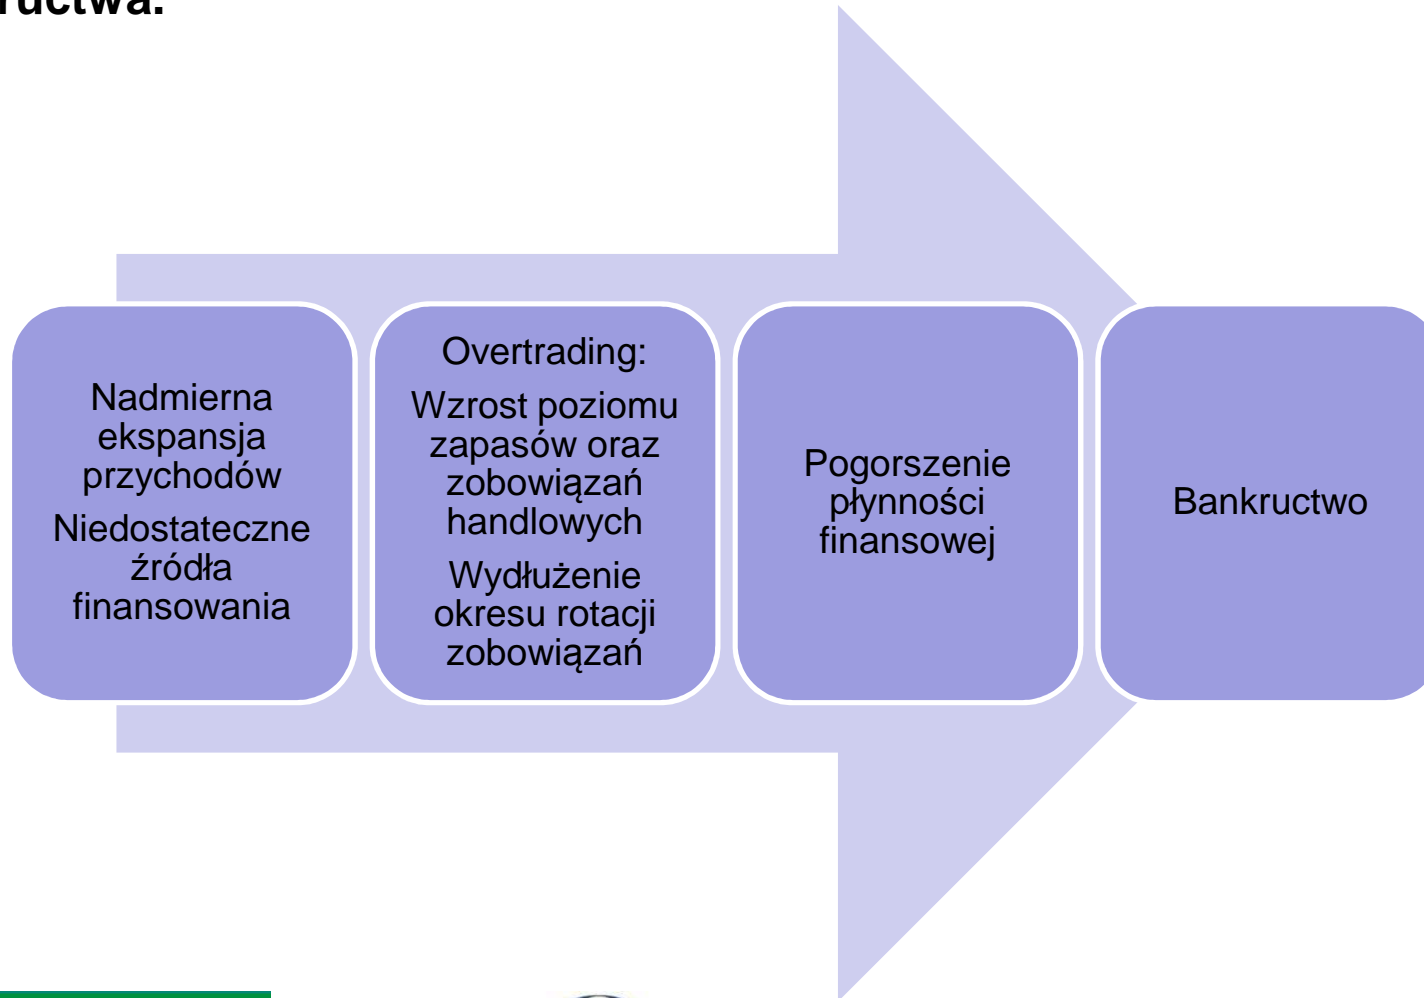 ructwa.
Nadmierna
ekspansja
przychodów
Niedostateczne
źródła
finansowania
Overtrading:
Wzrost poziomu
zapasów oraz
zobowiązań
handlowych
Wydłużenie
okresu rotacji
zobowiązań
Pogorszenie
płynności
finansowej
Bankructwo